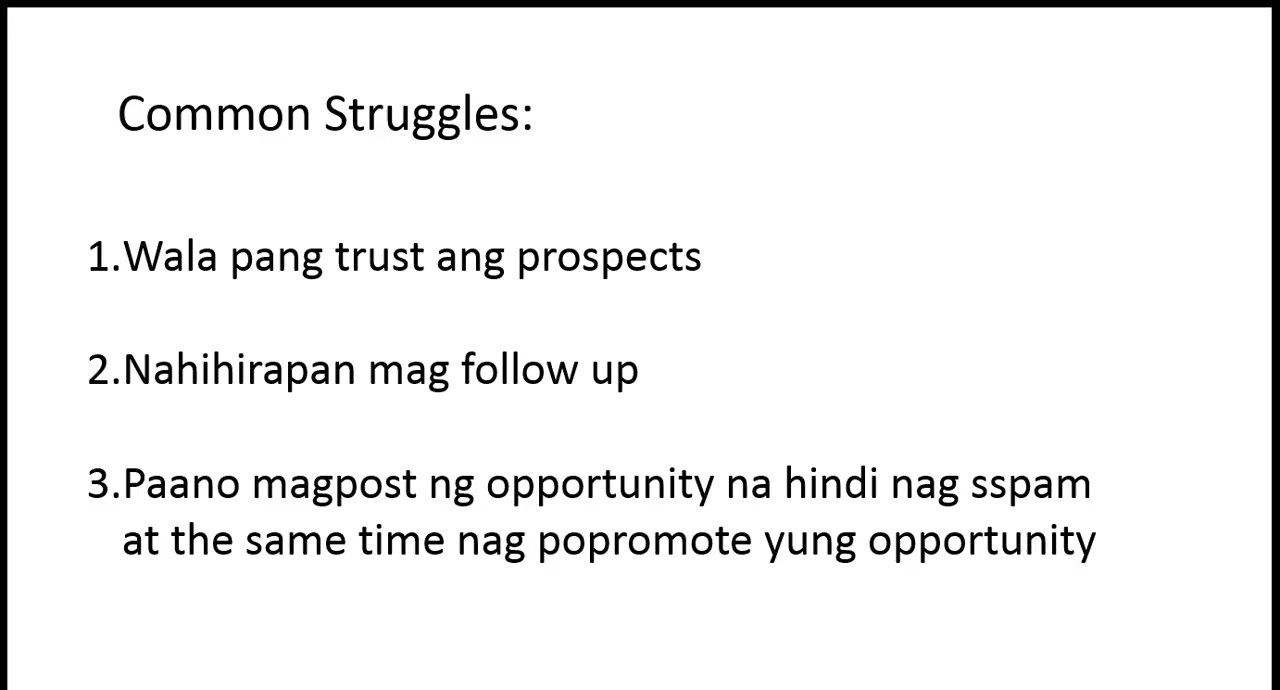 Common Struggles:
1.Wala pang trust ang prospects
2.Nahihirapan mag follow up
3.Paano magpost ng opportunity na hindi nag sspam
at the same time nag popromote yung opportunity